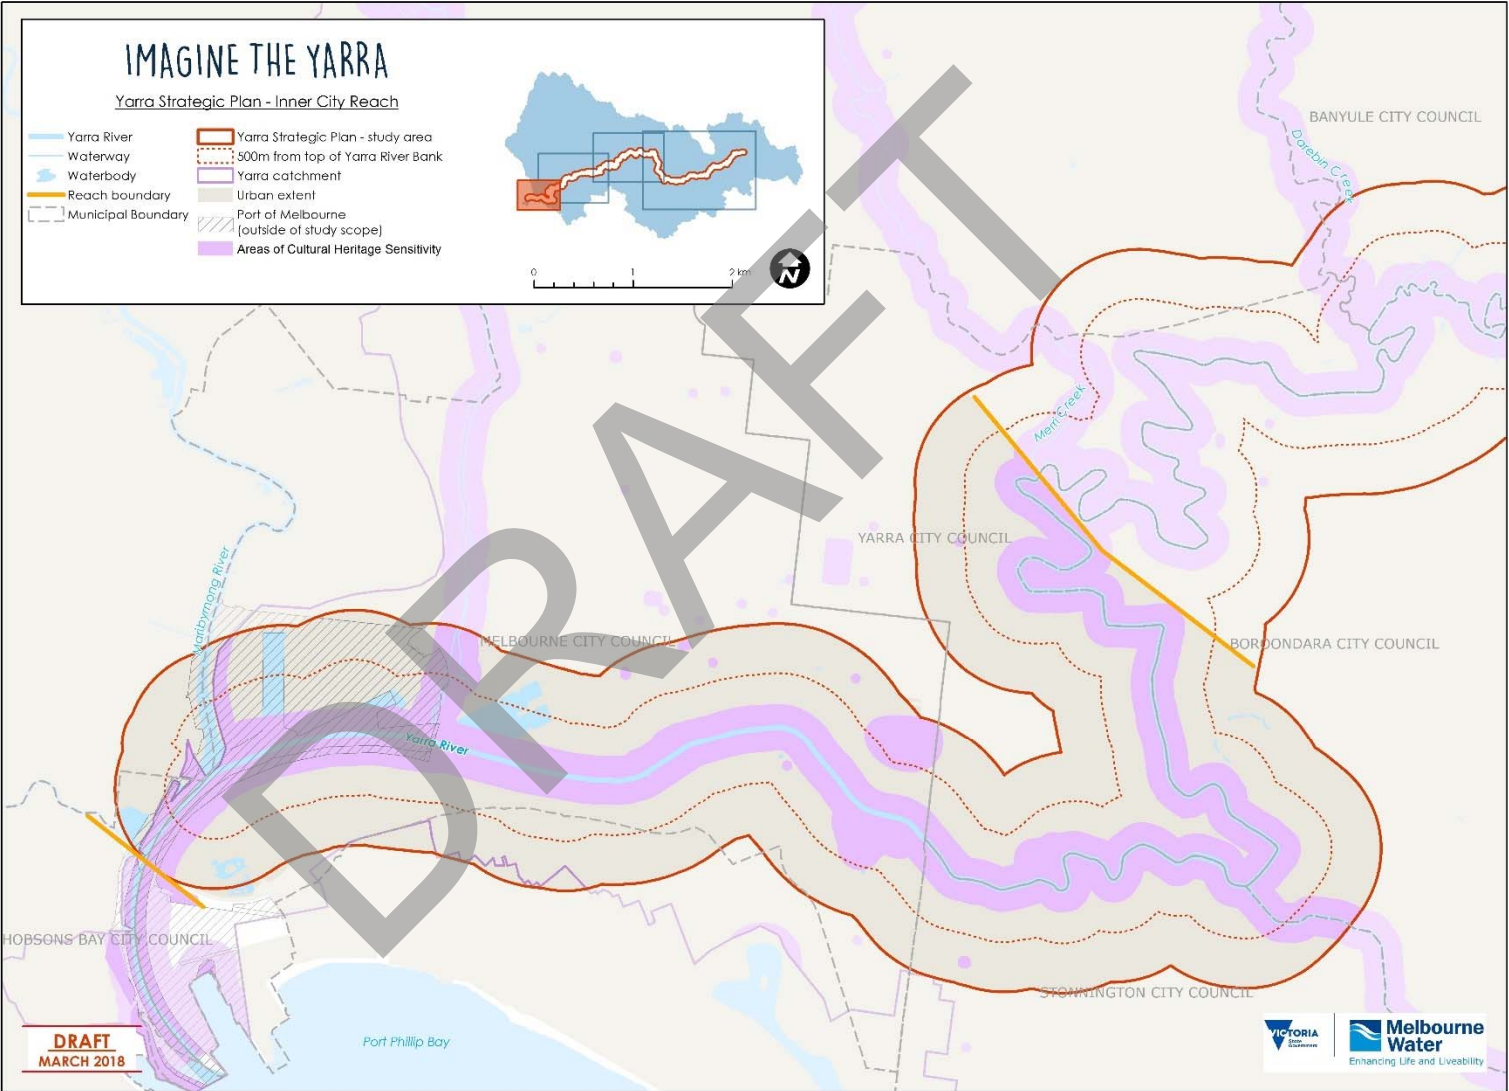 IMAGINE THE YARRA
Yarra Strategic Plan - Inner City Reach
Yarra River
Waterway
Waterbody
Reach boundary
Municipal Boundary
Yarra Strategic Plan - study area
500m from top of Yarra River Bank
Yarra catchment
Urban extent
Port of Melbourne
(outside of study scope)
Areas of Cultural Heritage Sensitivity
0 1 2 km
N
BANYULE CITY COUNCIL
Darebin Creek
Merri Creek
YARRA CITY COUNCIL
Maribyrnong River
MELBOURNE CITY COUNCIL
BOROONDARA CITY COUNCIL
Yarra River
HOBSONS BAY CITY COUNCIL
STONNINGTON CITY COUNCIL
Port Phillip Bay
DRAFT
DRAFT
MARCH 2018
VICTORIA
State
Government
Melbourne
Water
Enhancing Life and Liveability